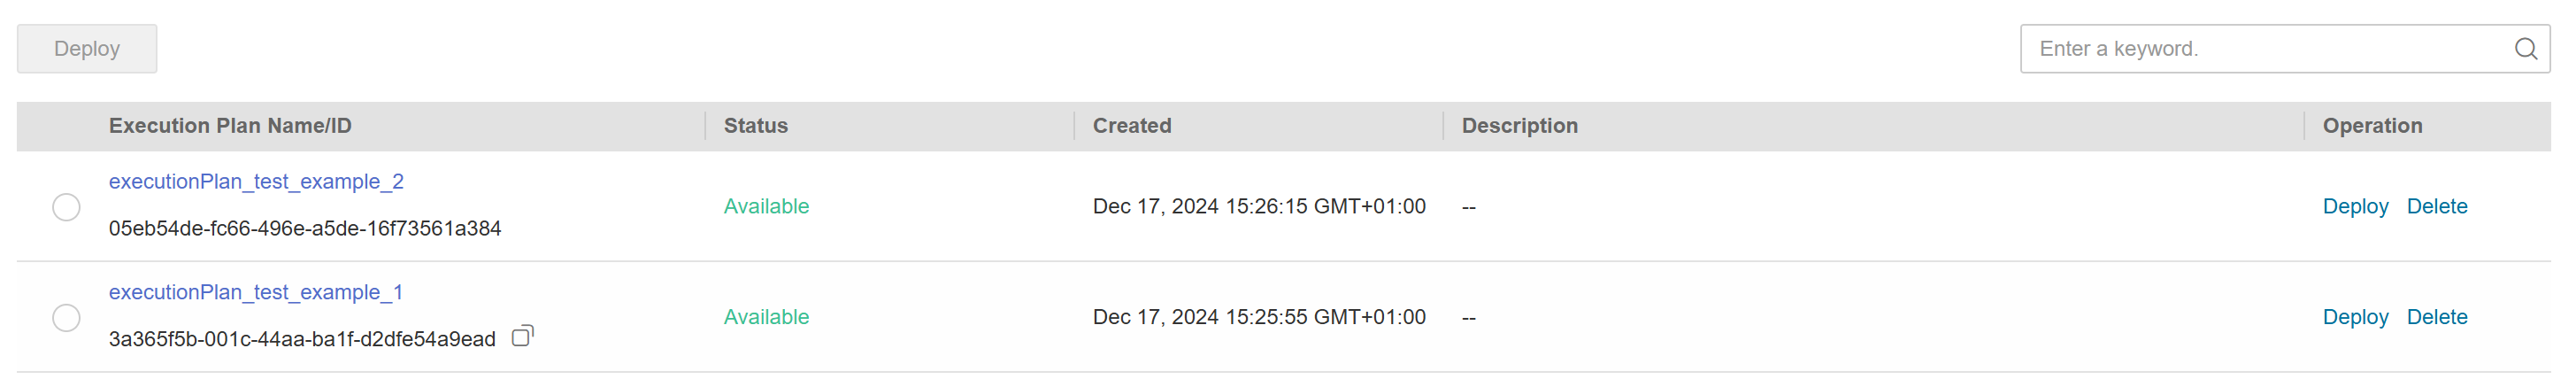 Deploy
Enter a keyword.
Execution Plan Name/ID Status Created Description Operation
executionPlan_test_example_2
05eb54de-fc66-496e-a5de-16f73561a384
Available Dec 17, 2024 15:26:15 GMT+01:00 -- Deploy Delete
executionPlan_test_example_1
3a365f5b-001c-44aa-ba1f-d2dfe54a9ead
Available Dec 17, 2024 15:25:55 GMT+01:00 -- Deploy Delete